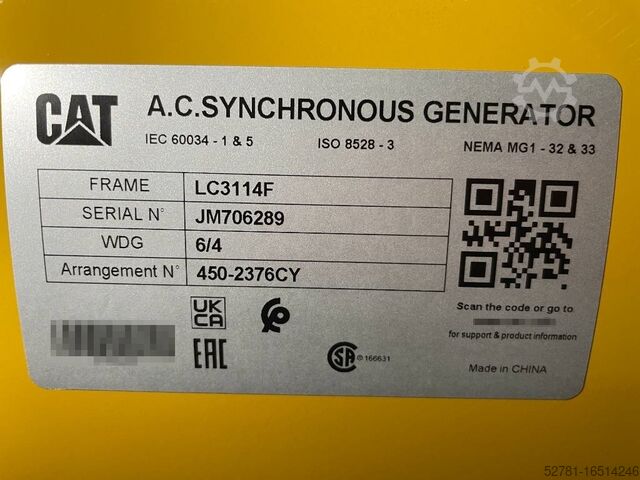 CAT A.C.SYNCHRONOUS GENERATOR
IEC 60034 - 1 & 5 ISO 8528 - 3 NEMA MG1 - 32 & 33
FRAME LC3114F
SERIAL N° JM706289
WDG 6/4
Arrangement N° 450-2376CY
Scan the code or go to
for support & product information
UK
CA
EAC
SA ® 166631
Made in CHINA
52781-16514246